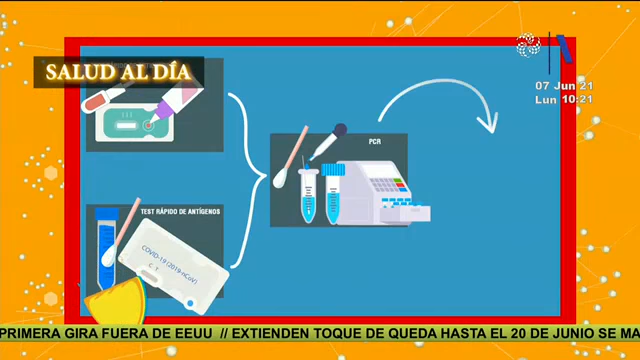 SALUD AL DÍA
07 Jun 21
Lun 10:21
PCR
TEST RÁPIDO DE ANTÍGENOS
COVID-19 (2019-nCoV)
C T
PRIMERA GIRA FUERA DE EEUU // EXTIENDEN TOQUE DE QUEDA HASTA EL 20 DE JUNIO SE MA